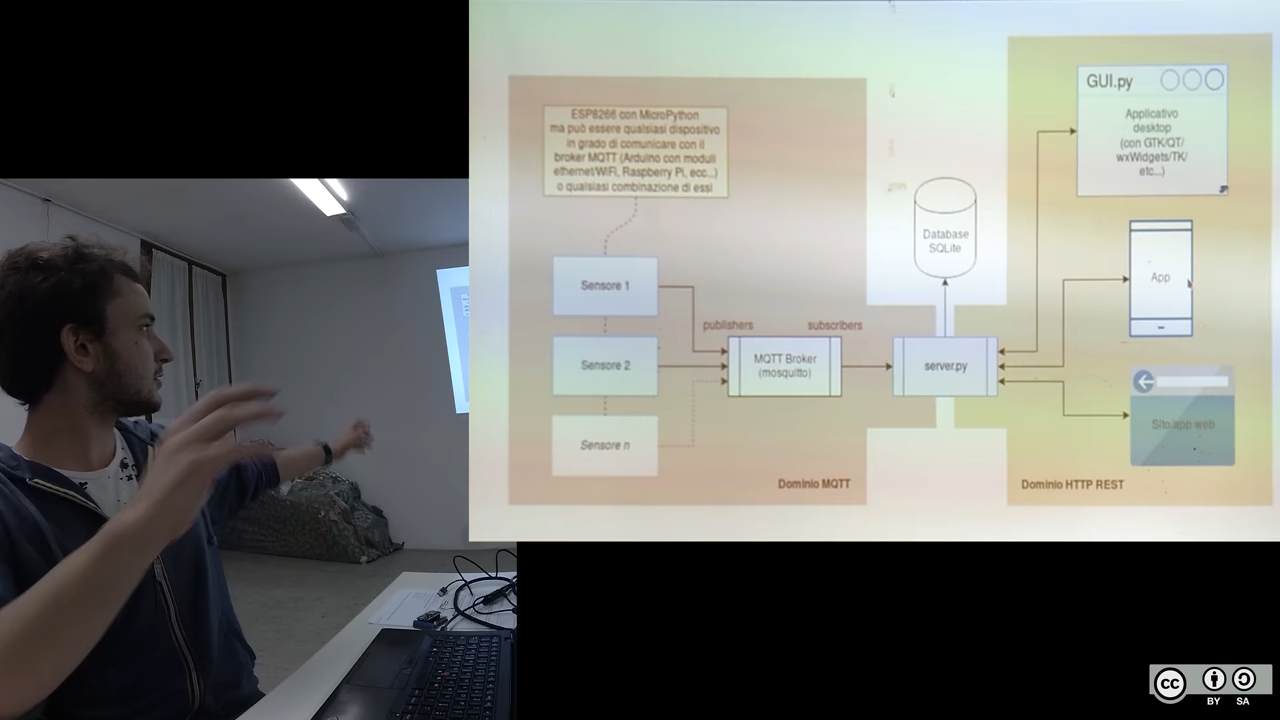 ESP8266 con MicroPython
ma può essere qualsiasi dispositivo
in grado di comunicare con il
broker MQTT (Arduino con moduli
ethernet/WiFi, Raspberry Pi, ecc...)
o qualsiasi combinazione di essi
Sensore 1
Sensore 2
Sensore n
publishers
subscribers
MQTT Broker
(mosquitto)
Dominio MQTT
Database
SQLite
server.py
GUI.py
Applicativo
desktop
(con GTK/QT/
wxWidgets/TK/
etc...)
App
Sito/app web
Dominio HTTP REST
cc
BY SA